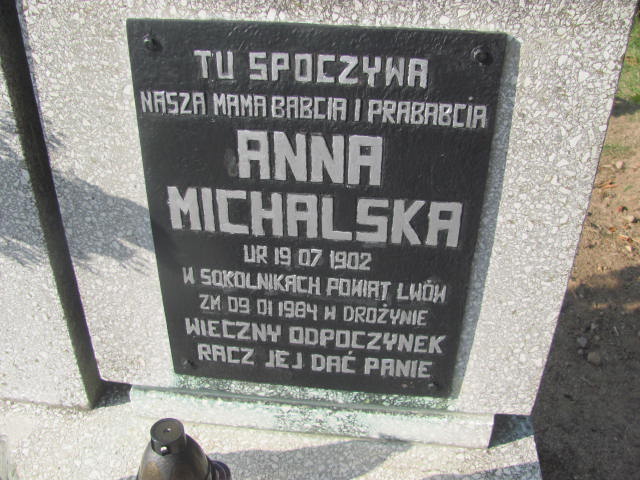 TU SPOCZYWA
NASZA MAMA BABCIA I PRABABCIA
ANNA
MICHALSKA
UR 19 07 1902
W SOKOLNIKACH POWIAT LWÓW
ZM 09 01 1984 W DROŻYNIE
WIECZNY ODPOCZYNEK
RACZ JEJ DAĆ PANIE